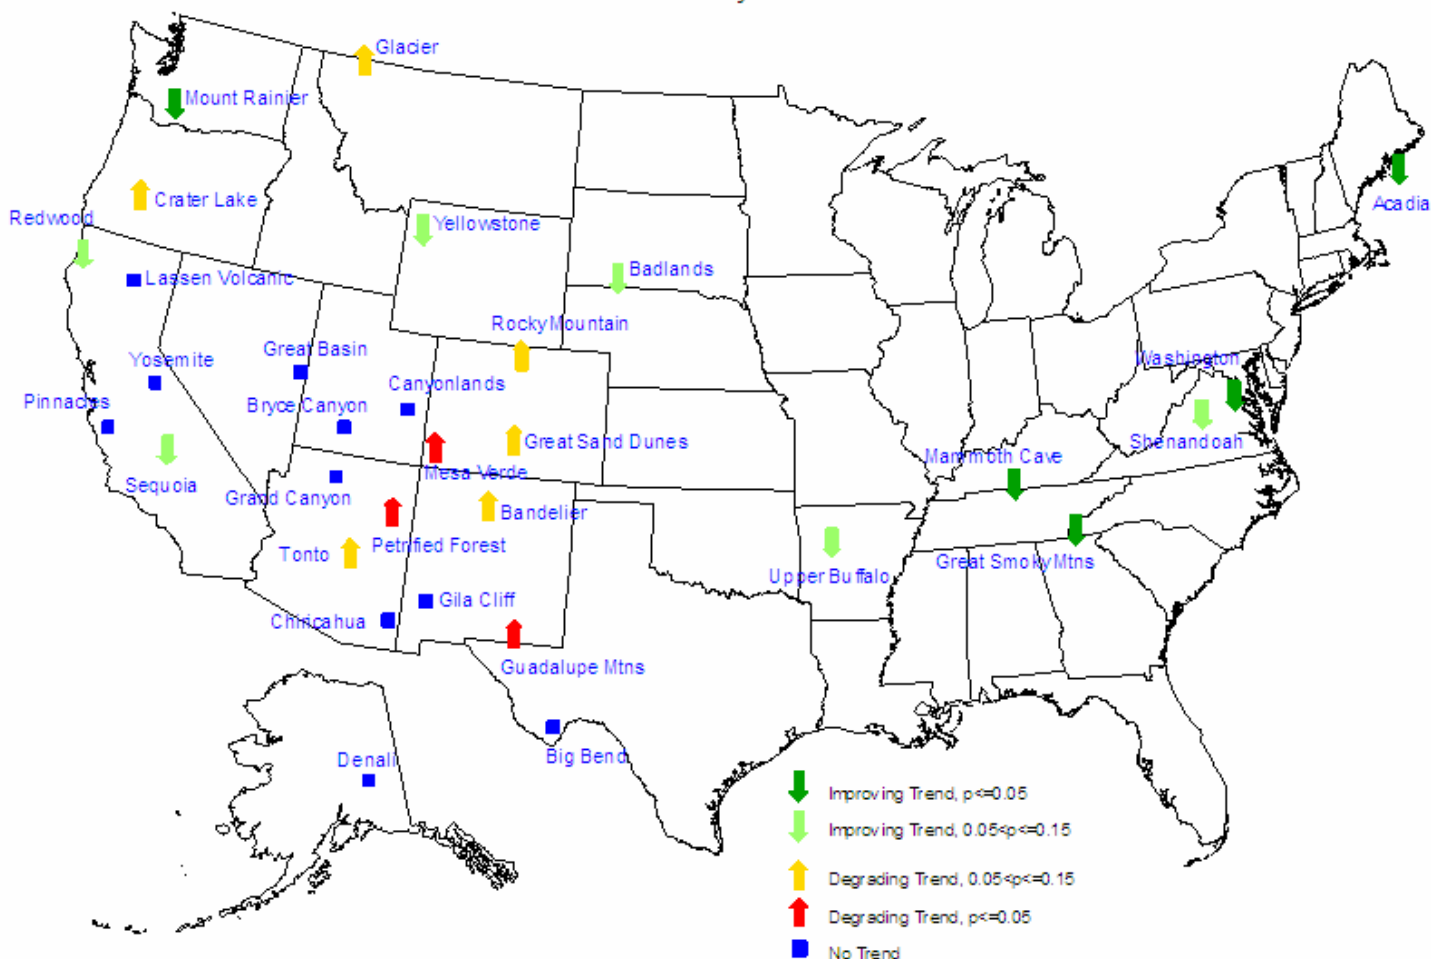 Glacier
Mount Rainier
Crater Lake
Redwood
Acadia
Yellowstone
Lassen Volcanic
Badlands
Rocky Mountain
Great Basin
Yosemite
Washington
Canyonlands
Pinnacles
Bryce Canyon
Great Sand Dunes
Shenandoah
Mammoth Cave
Mesa Verde
Sequoia
Grand Canyon
Bandelier
Petrified Forest
Tonto
Great Smoky Mtns
Upper Buffalo
Gila Cliff
Chiricahua
Guadalupe Mtns
Big Bend
Denali
Improving Trend, p<=0.05
Improving Trend, 0.05<p<=0.15
Degrading Trend, 0.05<p<=0.15
Degrading Trend, p<=0.05
No Trend